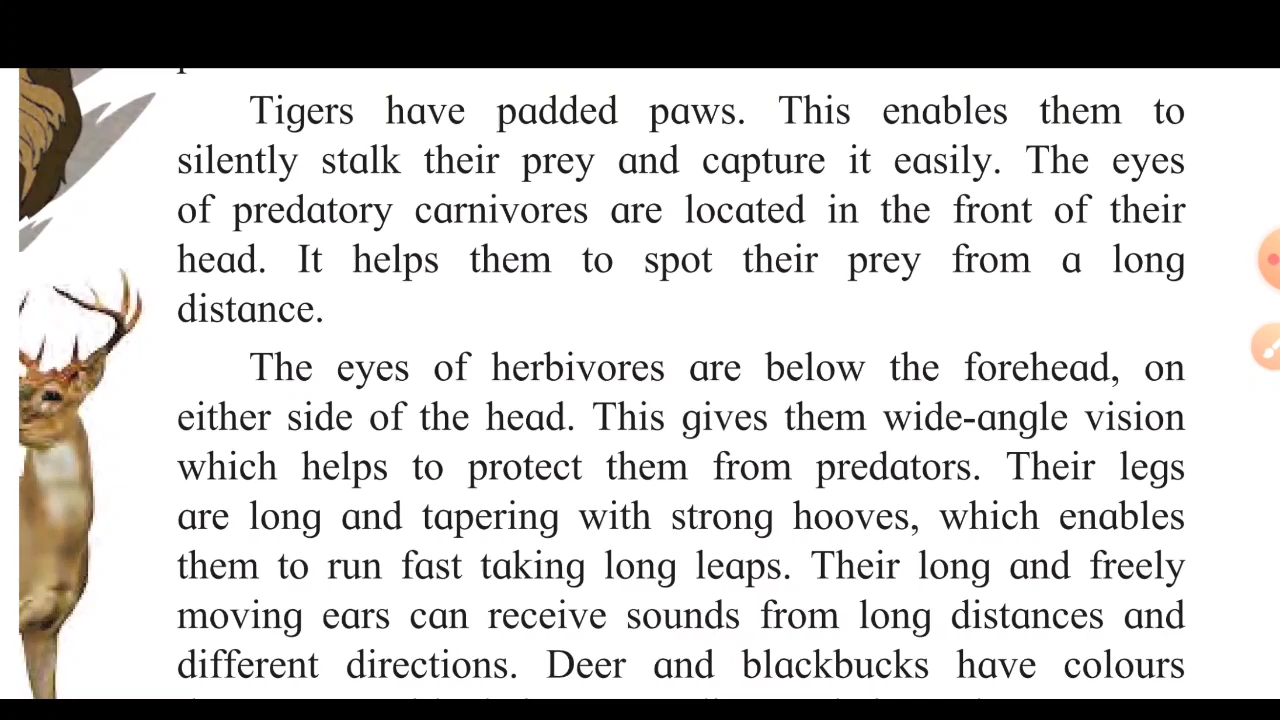 Tigers have padded paws. This enables them to
silently stalk their prey and capture it easily. The eyes
of predatory carnivores are located in the front of their
head. It helps them to spot their prey from a long
distance.
The eyes of herbivores are below the forehead, on
either side of the head. This gives them wide-angle vision
which helps to protect them from predators. Their legs
are long and tapering with strong hooves, which enables
them to run fast taking long leaps. Their long and freely
moving ears can receive sounds from long distances and
different directions. Deer and blackbucks have colours